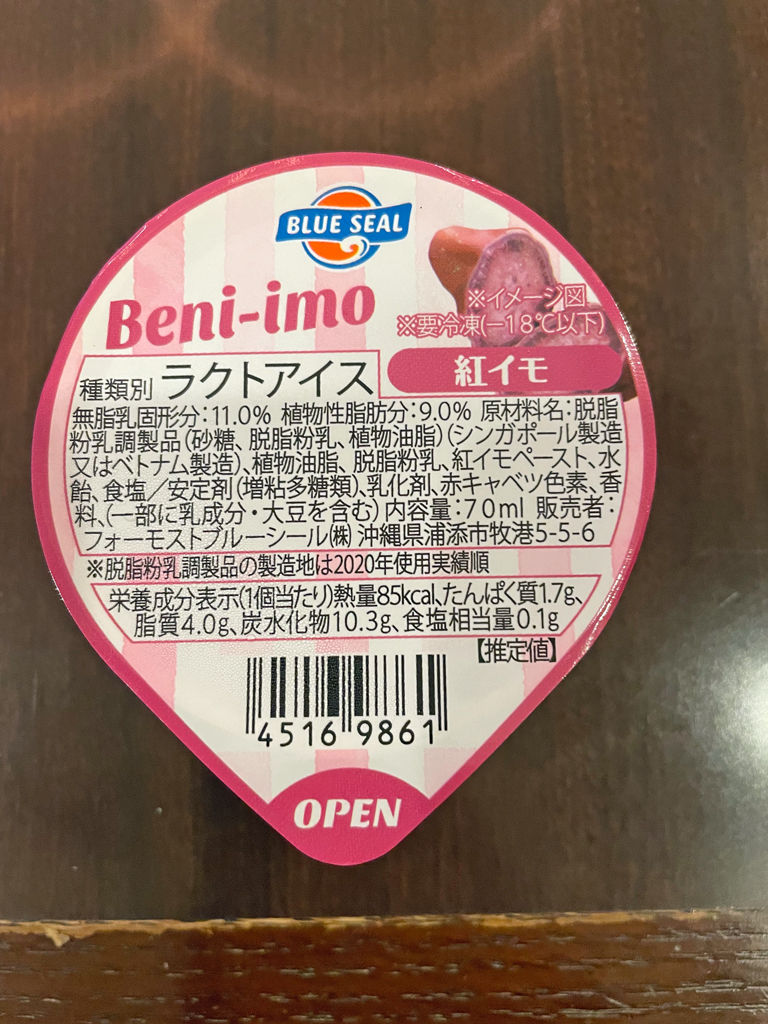 BLUE SEAL
Beni-imo
※イメージ図
※要冷凍(−18℃以下)
紅イモ
種類別 ラクトアイス
無脂乳固形分:11.0% 植物性脂肪分:9.0% 原材料名:脱脂
粉乳調製品(砂糖、脱脂粉乳、植物油脂)(シンガポール製造
又はベトナム製造)、植物油脂、脱脂粉乳、紅イモペースト、水
飴、食塩/安定剤(増粘多糖類)、乳化剤、赤キャベツ色素、香
料、(一部に乳成分・大豆を含む) 内容量:70ml 販売者:
フォーモストブルーシール㈱ 沖縄県浦添市牧港5-5-6
※脱脂粉乳調製品の製造地は2020年使用実績順
栄養成分表示(1個当たり)熱量85kcal、たんぱく質1.7g、
脂質4.0g、炭水化物10.3g、食塩相当量0.1g
【推定値】
4516 9861
OPEN